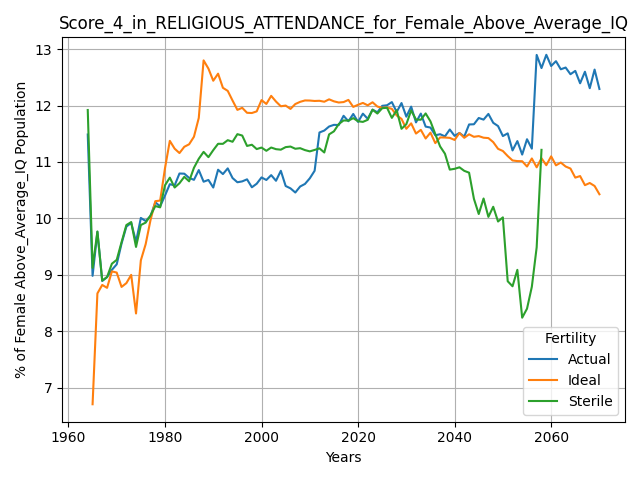 Score_4_in_RELIGIOUS_ATTENDANCE_for_Female_Above_Average_IQ
% of Female Above_Average_IQ Population
13
12
11
10
9
8
7
1960
1980
2000
2020
2040
2060
Years
Fertility
Actual
Ideal
Sterile